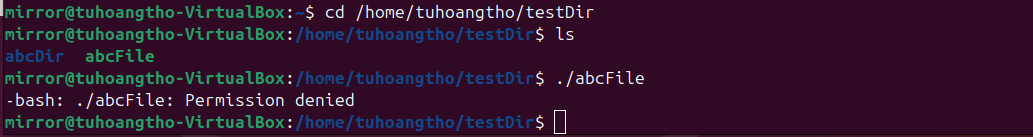 mirror@tuhoangtho-VirtualBox:~$ cd /home/tuhoangtho/testDir
mirror@tuhoangtho-VirtualBox:/home/tuhoangtho/testDir$ ls
abcDir  abcFile
mirror@tuhoangtho-VirtualBox:/home/tuhoangtho/testDir$ ./abcFile
-bash: ./abcFile: Permission denied
mirror@tuhoangtho-VirtualBox:/home/tuhoangtho/testDir$